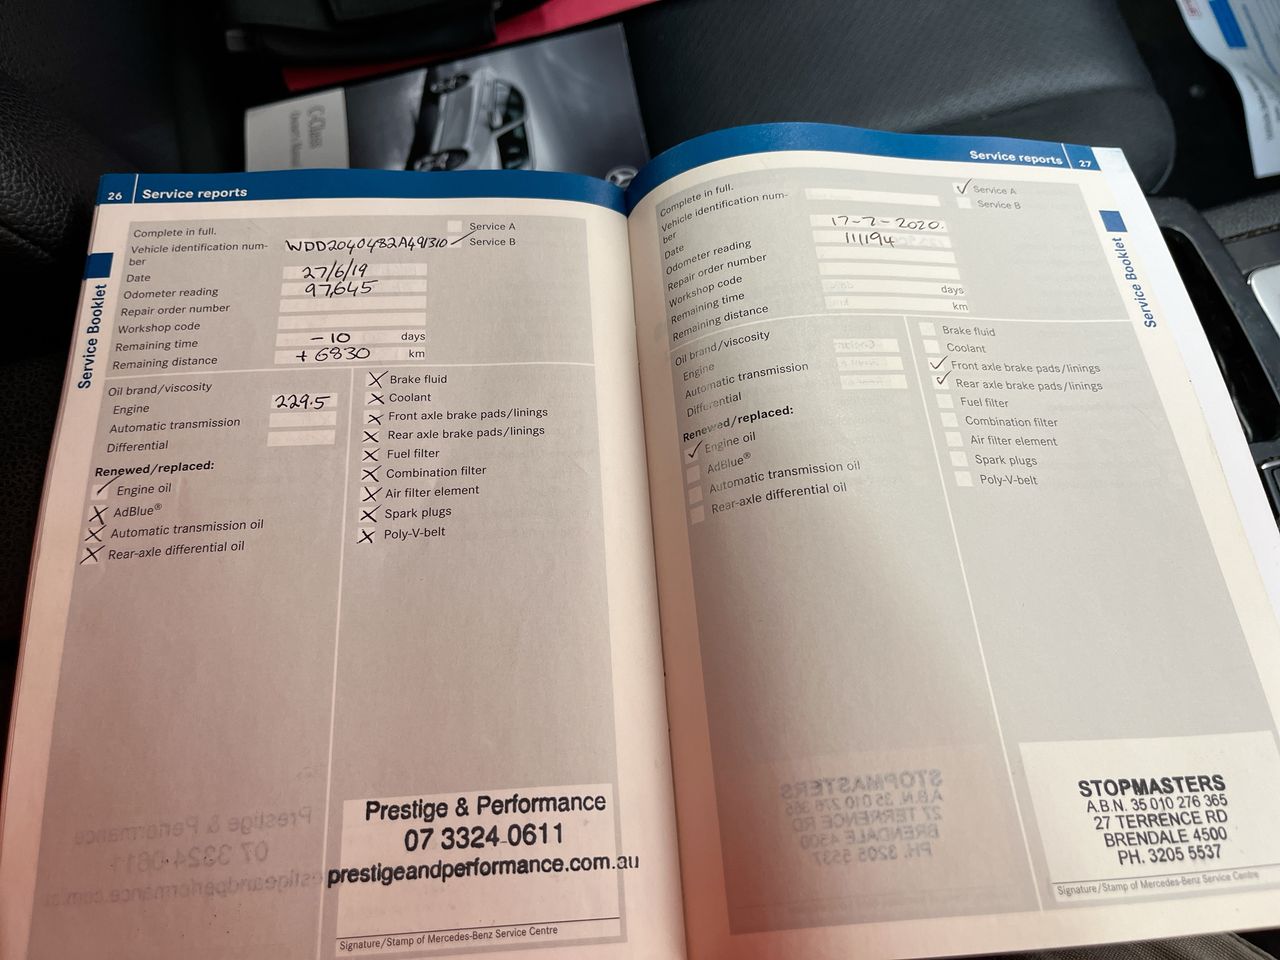 C-Class
Owner's Manual
26 Service reports
Service Booklet
Complete in full.
Service A
Vehicle identification num-
ber
WDD2040482A491310
Service B
Date 27/6/19
Odometer reading 97,645
Repair order number
Workshop code
Remaining time -10 days
Remaining distance +6830 km
Oil brand/viscosity
Engine 229.5
Automatic transmission
Differential
Renewed/replaced:
Engine oil
AdBlue®
Automatic transmission oil
Rear-axle differential oil
Brake fluid
Coolant
Front axle brake pads/linings
Rear axle brake pads/linings
Fuel filter
Combination filter
Air filter element
Spark plugs
Poly-V-belt
Prestige & Performance
07 3324 0611
prestigeandperformance.com.au
Signature/Stamp of Mercedes-Benz Service Centre
Service reports 27
Service Booklet
Complete in full.
Service A
Vehicle identification num-
ber
Service B
Date 17-7-2020.
Odometer reading 111194
Repair order number
Workshop code
Remaining time days
Remaining distance km
Oil brand/viscosity
Engine
Automatic transmission
Differential
Renewed/replaced:
Engine oil
AdBlue®
Automatic transmission oil
Rear-axle differential oil
Brake fluid
Coolant
Front axle brake pads/linings
Rear axle brake pads/linings
Fuel filter
Combination filter
Air filter element
Spark plugs
Poly-V-belt
STOPMASTERS
A.B.N. 35 010 276 365
27 TERRENCE RD
BRENDALE 4500
PH. 3205 5537
Signature/Stamp of Mercedes-Benz Service Centre